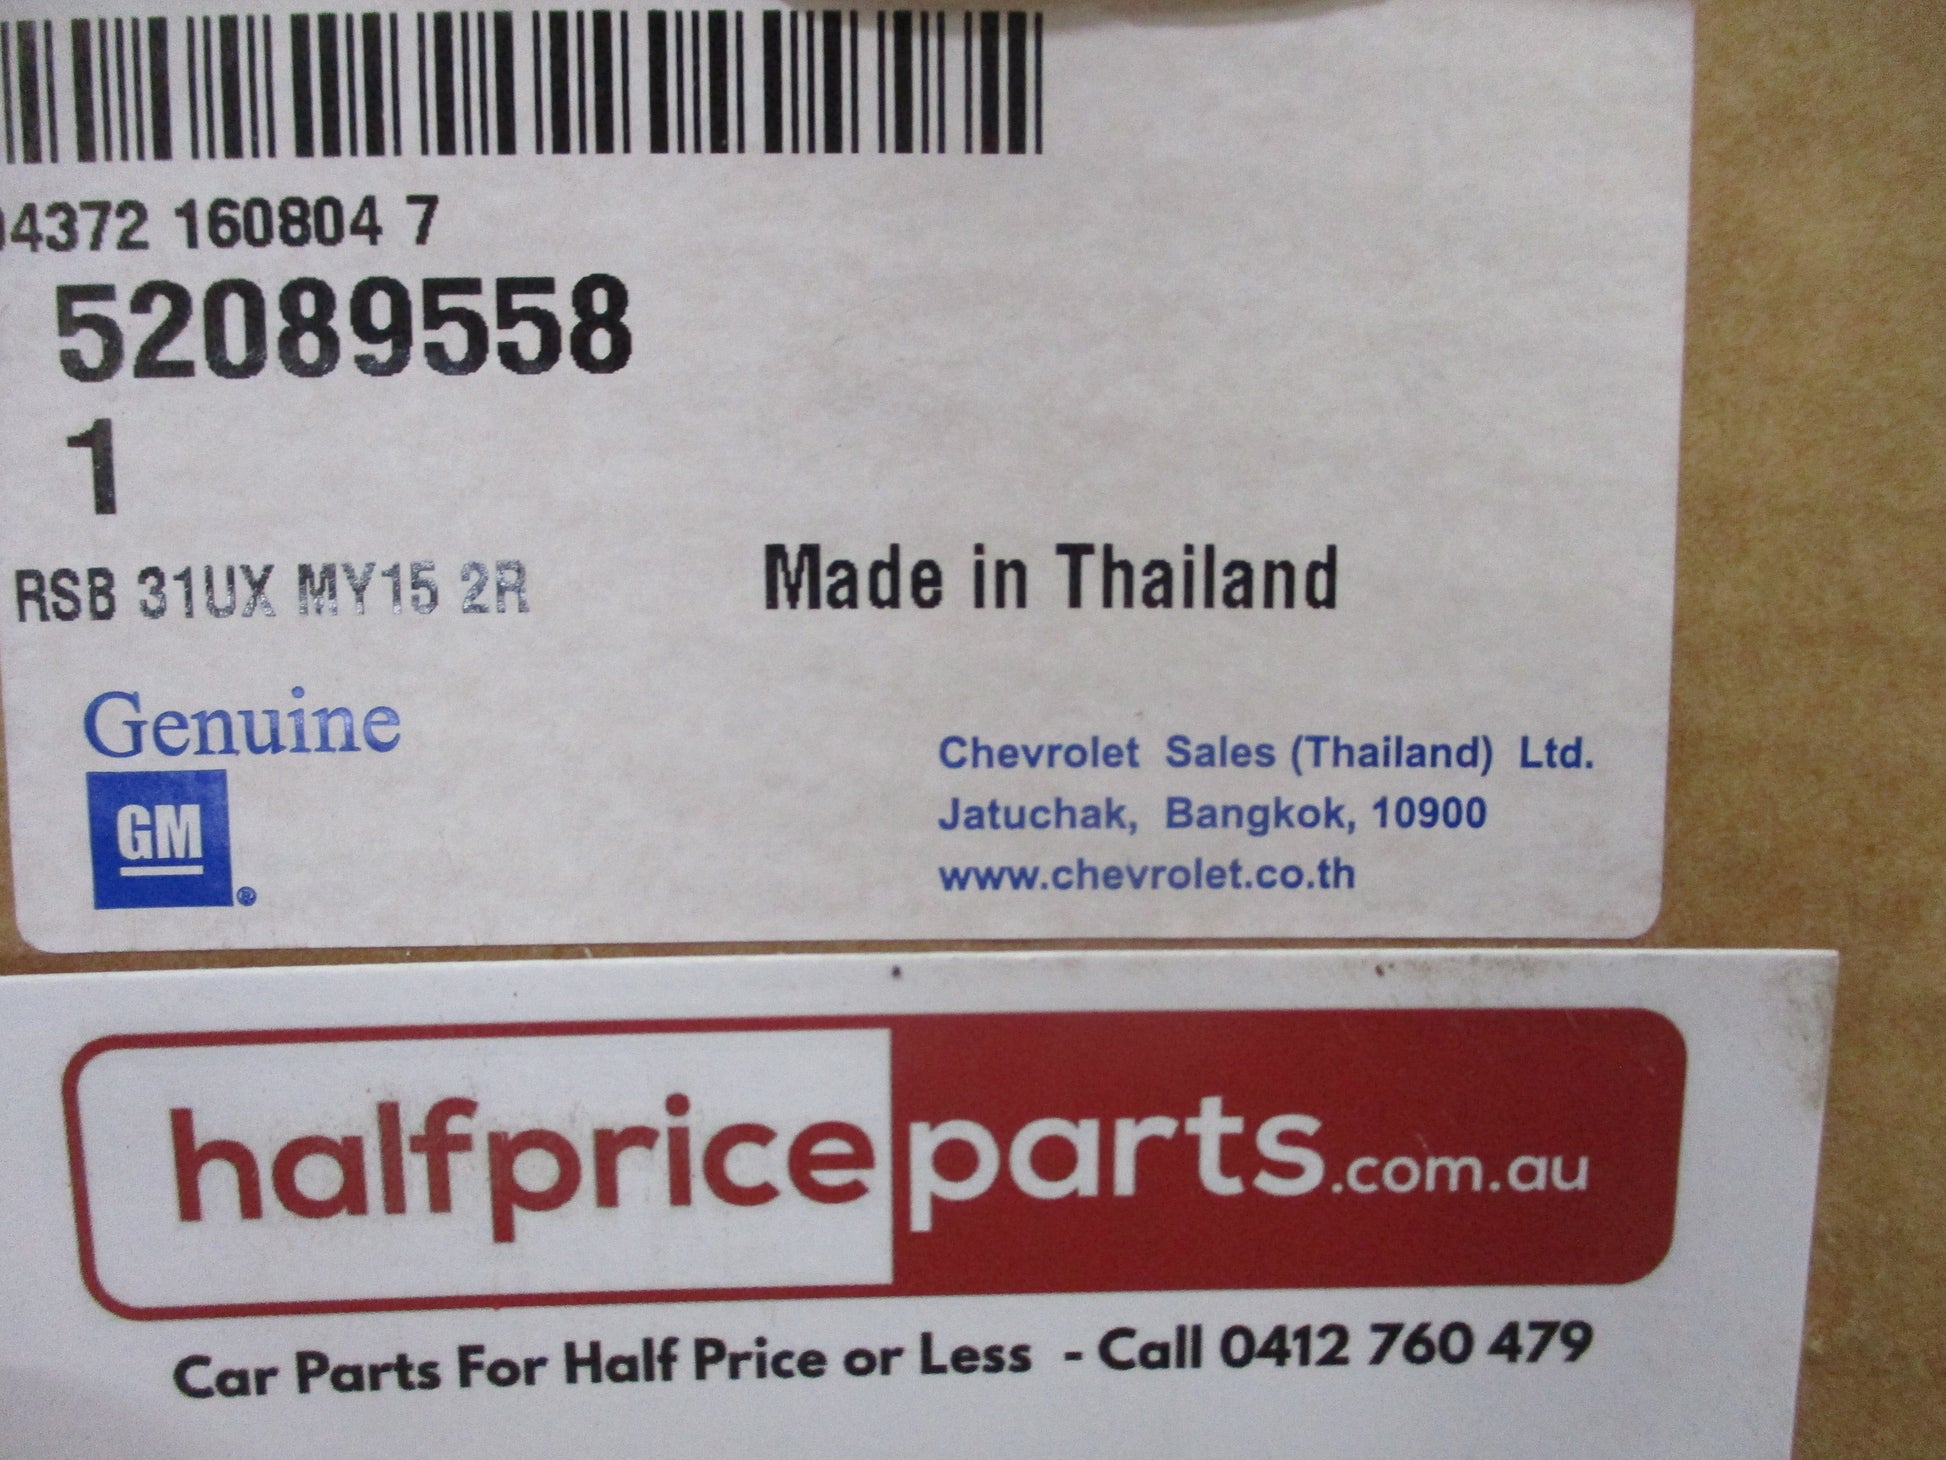 04372 160804 7
52089558
1
RSB 31UX MY15 2R
Made in Thailand
Genuine
GM
®
Chevrolet Sales (Thailand) Ltd.
Jatuchak, Bangkok, 10900
www.chevrolet.co.th
halfpriceparts.com.au
Car Parts For Half Price or Less - Call 0412 760 479